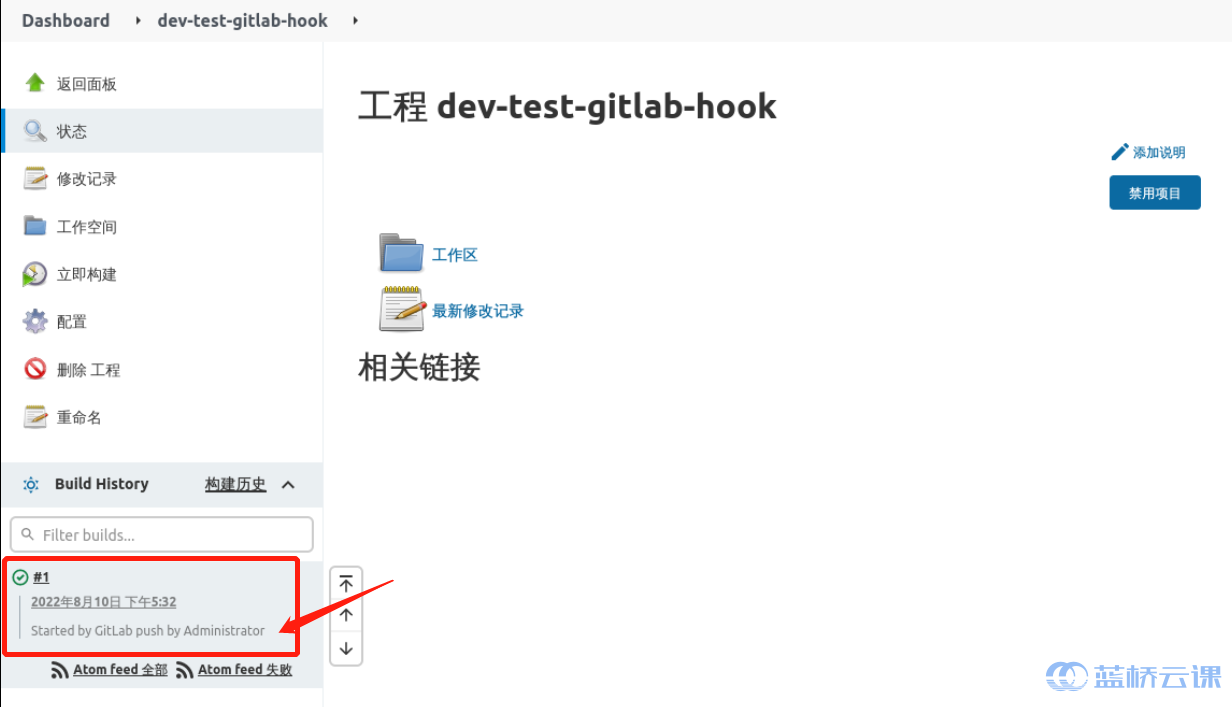 Dashboard dev-test-gitlab-hook
返回面板
状态
修改记录
工作空间
立即构建
配置
删除 工程
重命名
Build History 构建历史
Filter builds...
#1
2022年8月10日 下午5:32
Started by GitLab push by Administrator
Atom feed 全部 Atom feed 失败
工程 dev-test-gitlab-hook
添加说明
禁用项目
工作区
最新修改记录
相关链接
蓝桥云课